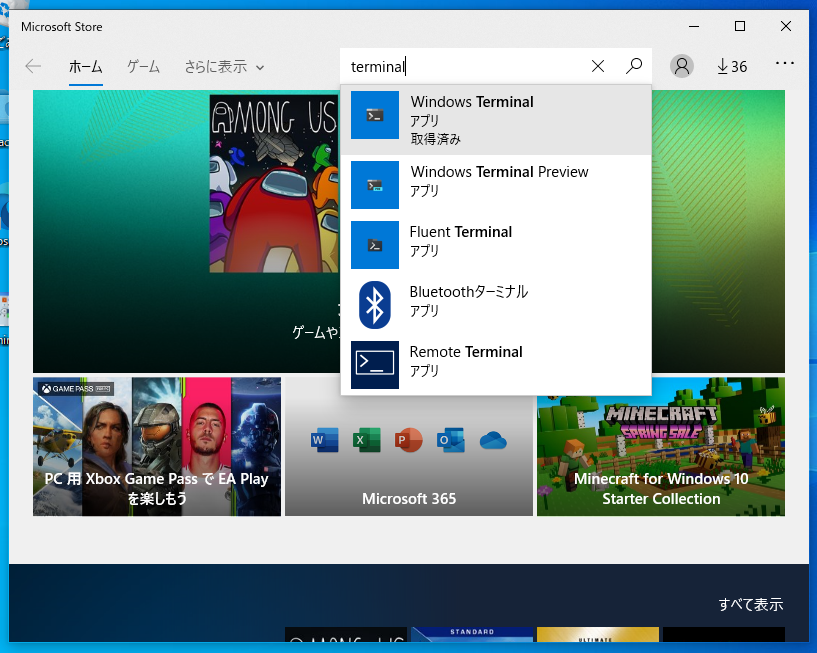 Microsoft Store
ホーム
ゲーム
さらに表示
terminal
36
Windows Terminal
アプリ
取得済み
Windows Terminal Preview
アプリ
Fluent Terminal
アプリ
Bluetoothターミナル
アプリ
Remote Terminal
アプリ
AMONG US
ゲームや
GAME PASS
PC 用 Xbox Game Pass で EA Play
を楽しもう
W
X
P
O
Microsoft 365
MINECRAFT
SPRING SALE
Minecraft for Windows 10
Starter Collection
すべて表示
AMONG US
STANDARD
ULTIMATE